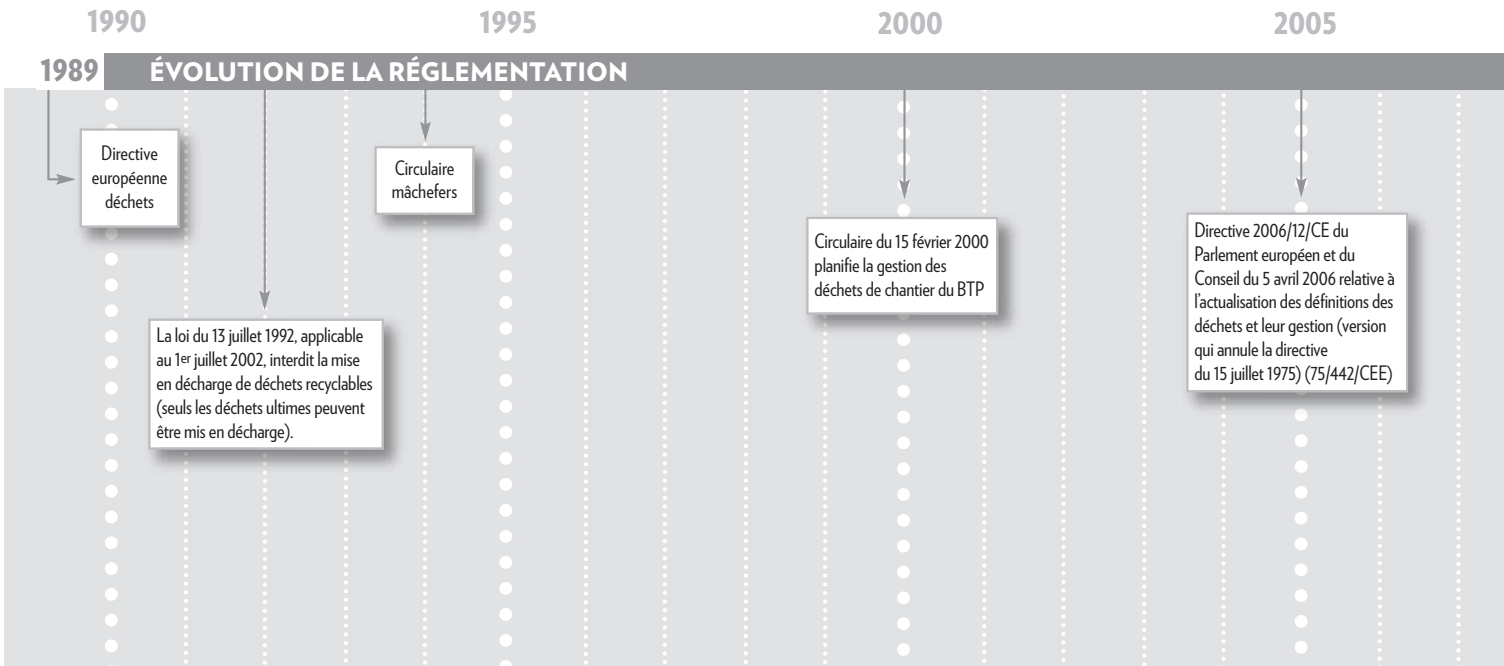 1990
1995
2000
2005
1989
ÉVOLUTION DE LA RÉGLEMENTATION
Directive
européenne
déchets
Circulaire
mâchefers
La loi du 13 juillet 1992, applicable
au 1er juillet 2002, interdit la mise
en décharge de déchets recyclables
(seuls les déchets ultimes peuvent
être mis en décharge).
Circulaire du 15 février 2000
planifie la gestion des
déchets de chantier du BTP
Directive 2006/12/CE du
Parlement européen et du
Conseil du 5 avril 2006 relative à
l'actualisation des définitions des
déchets et leur gestion (version
qui annule la directive
du 15 juillet 1975) (75/442/CEE)